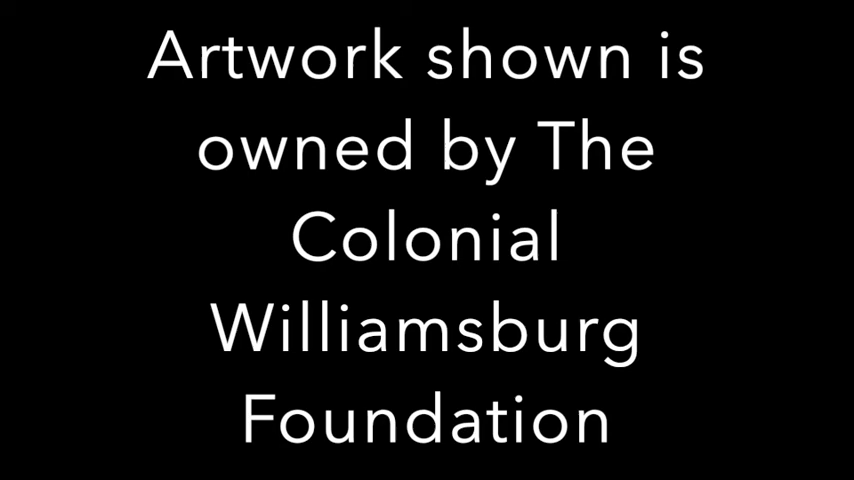 Artwork shown is
owned by The
Colonial
Williamsburg
Foundation